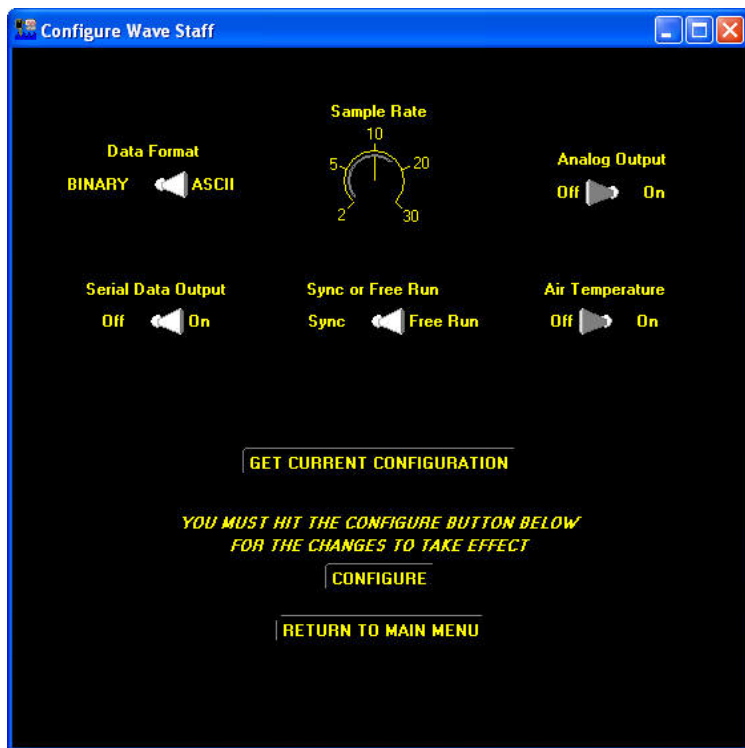 Configure Wave Staff
Sample Rate
10
5
20
2
30
Data Format
BINARY ASCII
Analog Output
Off On
Serial Data Output
Off On
Sync or Free Run
Sync Free Run
Air Temperature
Off On
GET CURRENT CONFIGURATION
YOU MUST HIT THE CONFIGURE BUTTON BELOW
FOR THE CHANGES TO TAKE EFFECT
CONFIGURE
RETURN TO MAIN MENU